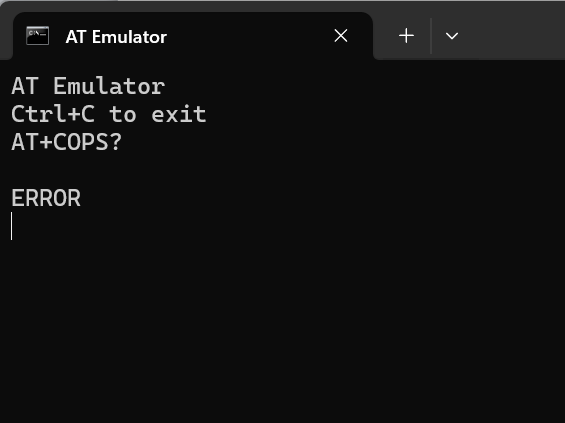 AT Emulator
AT Emulator
Ctrl+C to exit
AT+COPS?
ERROR